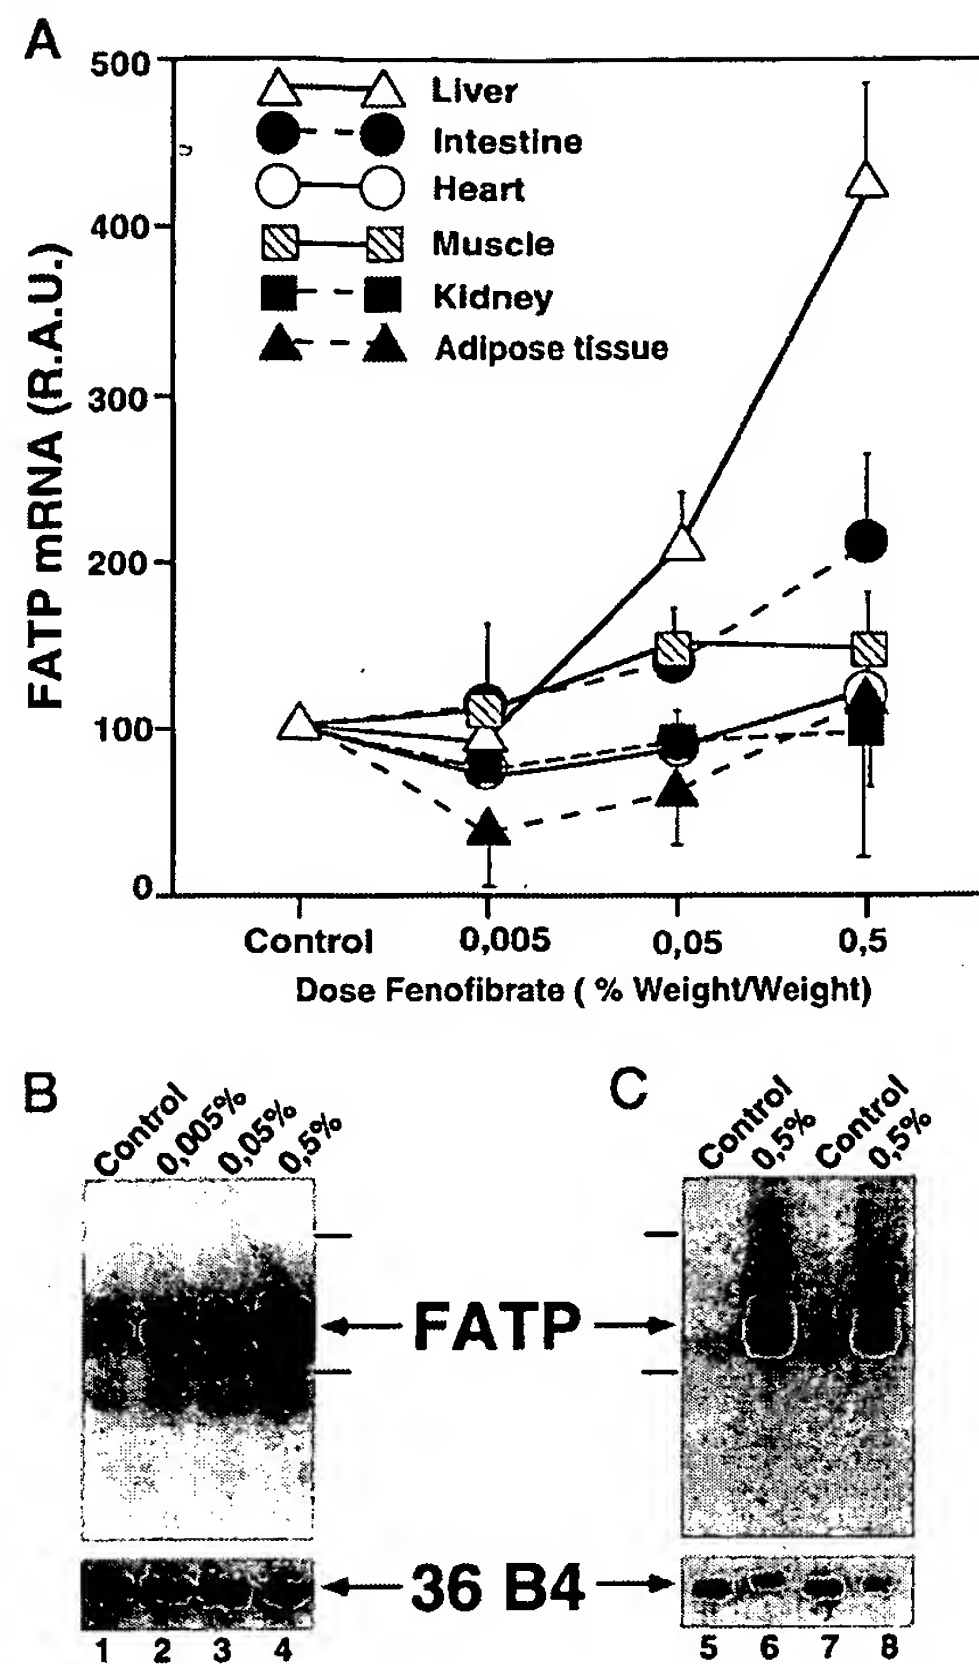 A
500
400
300
200
100
0
FATP mRNA (R.A.U.)
Liver
Intestine
Heart
Muscle
Kidney
Adipose tissue
Control 0,005 0,05 0,5
Dose Fenofibrate ( % Weight/Weight)
B
Control 0,005% 0,05% 0,5%
C
Control 0,5% Control 0,5%
FATP
36 B4
1 2 3 4
5 6 7 8